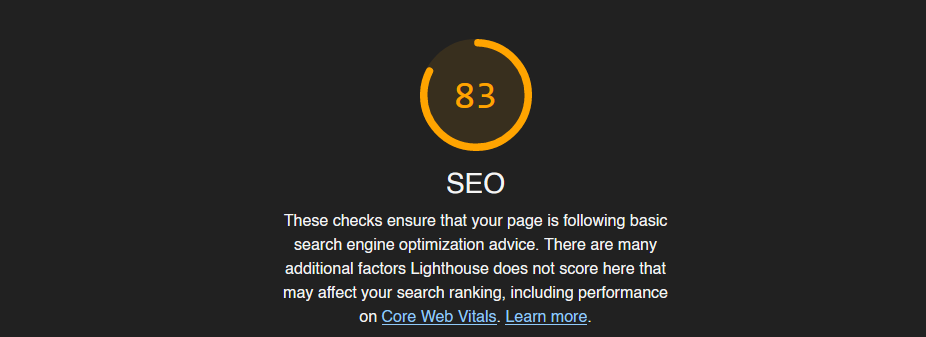 83
SEO
These checks ensure that your page is following basic
search engine optimization advice. There are many
additional factors Lighthouse does not score here that
may affect your search ranking, including performance
on Core Web Vitals. Learn more.